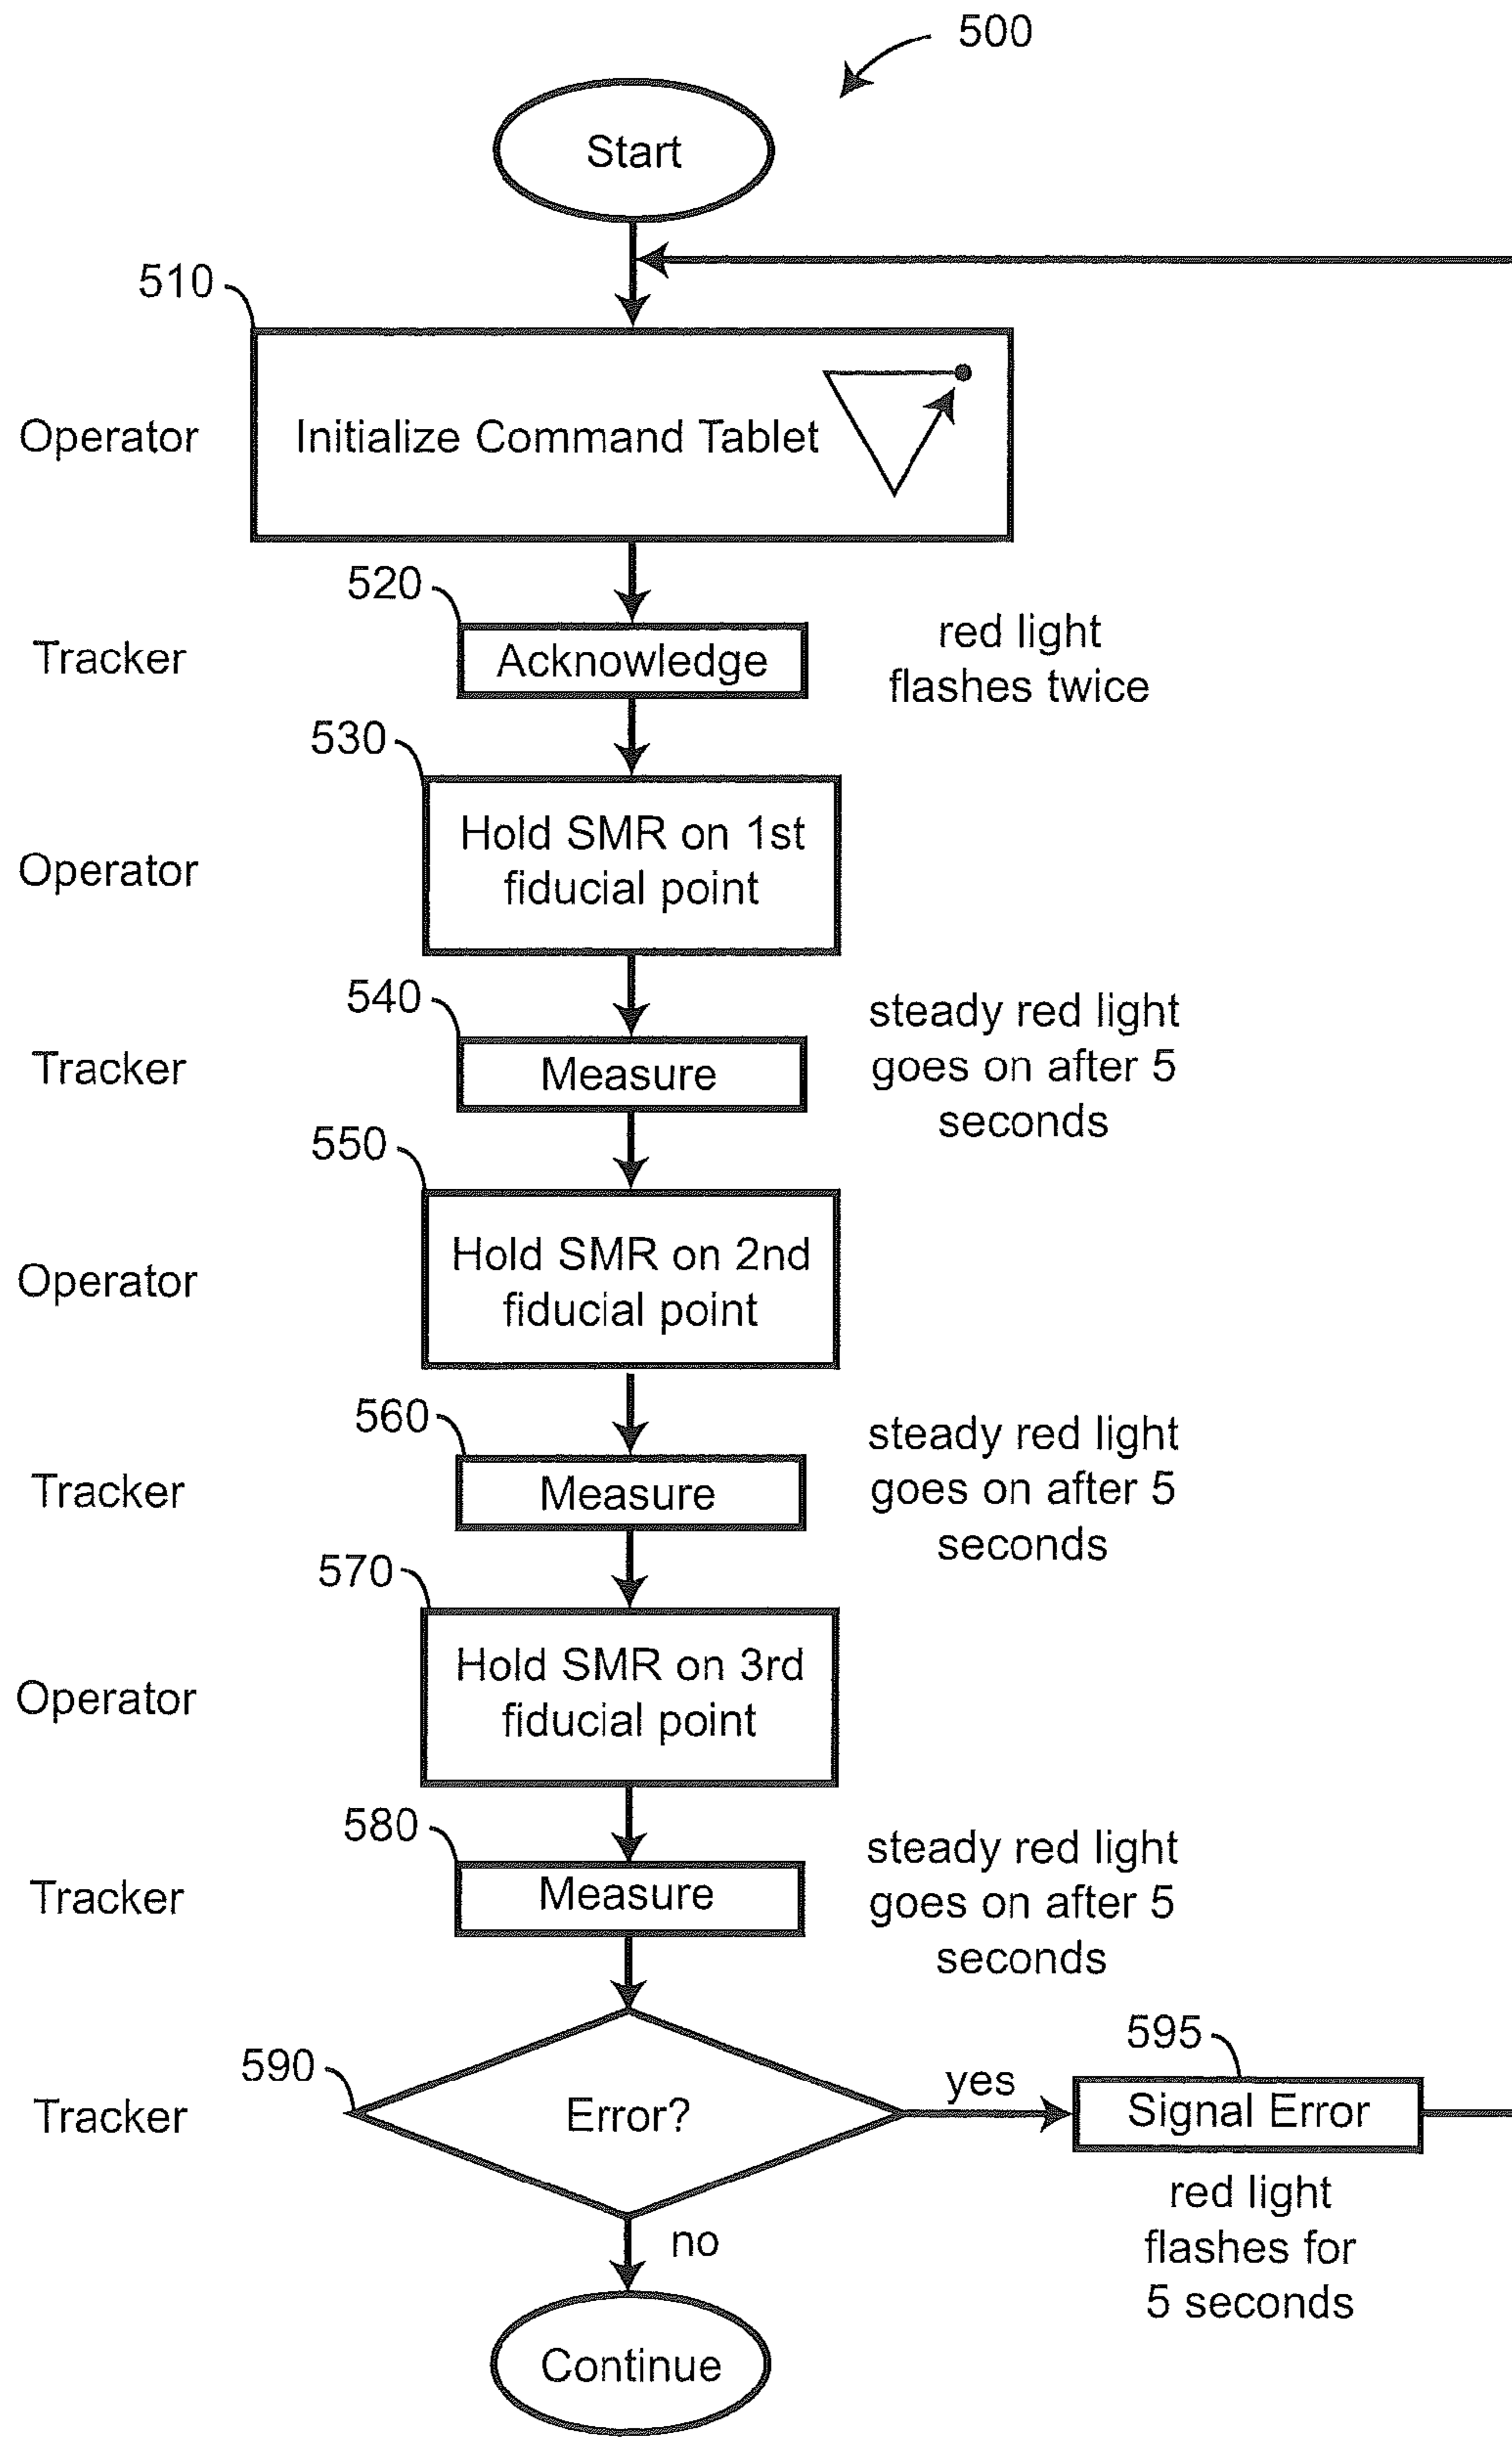 500
Start
510
Operator
Initialize Command Tablet
520
Tracker
Acknowledge
red light
flashes twice
530
Operator
Hold SMR on 1st
fiducial point
540
Tracker
Measure
steady red light
goes on after 5
seconds
550
Operator
Hold SMR on 2nd
fiducial point
560
Tracker
Measure
steady red light
goes on after 5
seconds
570
Operator
Hold SMR on 3rd
fiducial point
580
Tracker
Measure
steady red light
goes on after 5
seconds
590
Tracker
Error?
yes
595
Signal Error
red light
flashes for
5 seconds
no
Continue